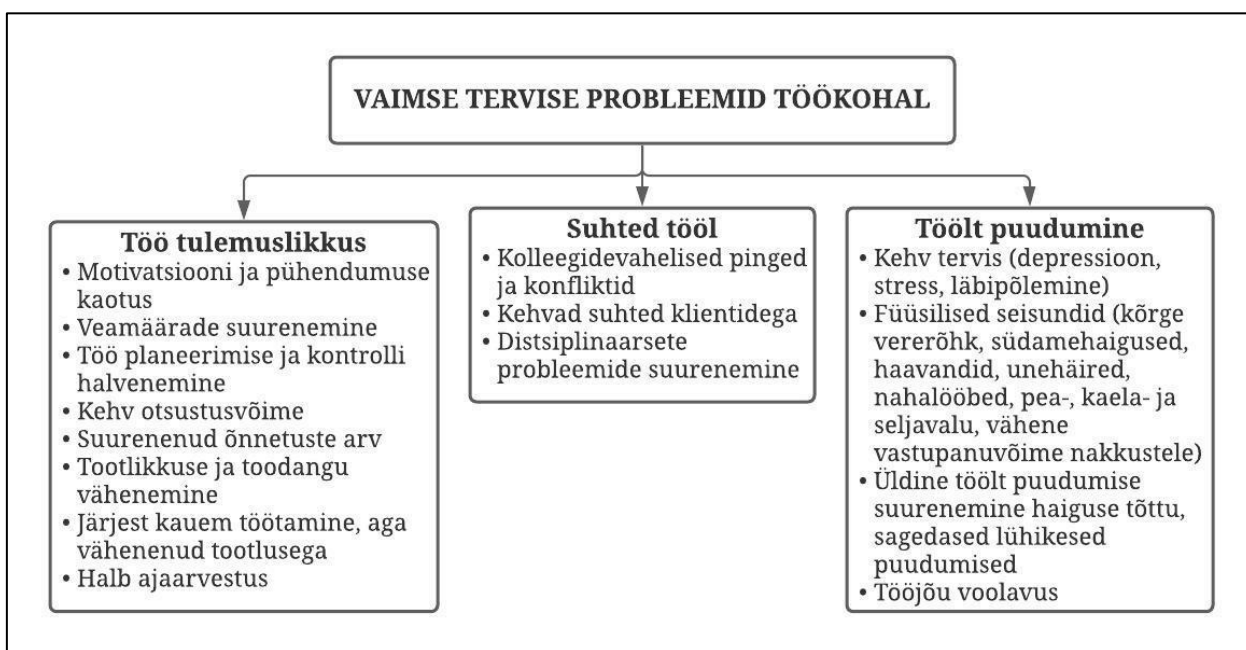 VAIMSE TERVISE PROBLEEMID TÖÖKOHAL
Töö tulemuslikkus
• Motivatsiooni ja pühendumuse
kaotus
• Veamäärade suurenemine
• Töö planeerimise ja kontrolli
halvenemine
• Kehv otsustusvõime
• Suurenenud õnnetuste arv
• Tootlikkuse ja toodangu
vähenemine
• Järjest kauem töötamine, aga
vähenenud tootlusega
• Halb ajaarvestus
Suhted tööl
• Kolleegidevahelised pinged
ja konfliktid
• Kehvad suhted klientidega
• Distsiplinaarsete
probleemide suurenemine
Töölt puudumine
• Kehv tervis (depressioon,
stress, läbipõlemine)
• Füüsilised seisundid (kõrge
vererõhk, südamehaigused,
haavandid, unehäired,
nahalööbed, pea-, kaela- ja
seljavalu, vähene
vastupanuvõime nakkustele)
• Üldine töölt puudumise
suurenemine haiguse tõttu,
sagedased lühikesed
puudumised
• Tööjõu voolavus